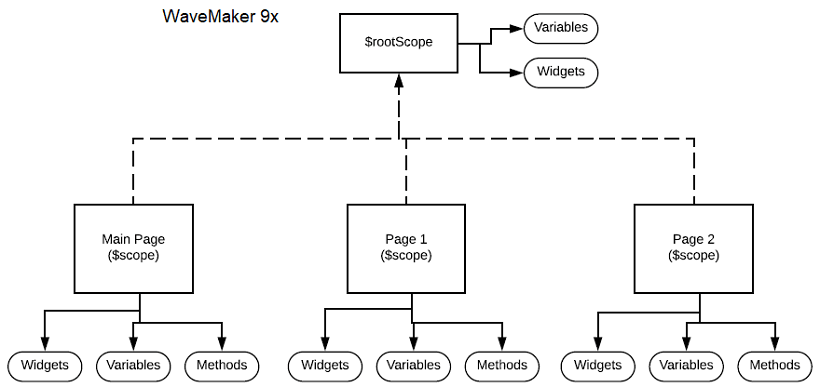 WaveMaker 9x
$rootScope
Variables
Widgets
Main Page
($scope)
Page 1
($scope)
Page 2
($scope)
Widgets
Variables
Methods
Widgets
Variables
Methods
Widgets
Variables
Methods